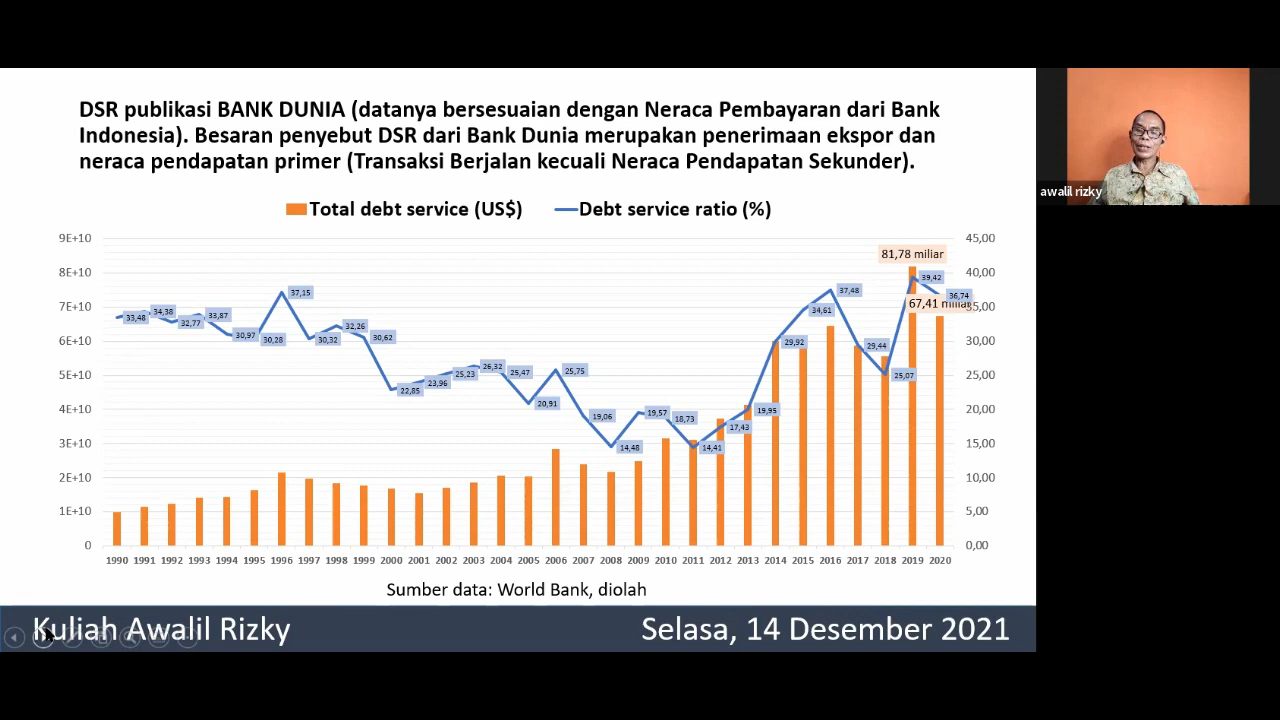 DSR publikasi BANK DUNIA (datanya bersesuaian dengan Neraca Pembayaran dari Bank
Indonesia). Besaran penyebut DSR dari Bank Dunia merupakan penerimaan ekspor dan
neraca pendapatan primer (Transaksi Berjalan kecuali Neraca Pendapatan Sekunder).
awalil rizky
Total debt service (US$) Debt service ratio (%)
9E+10
8E+10
7E+10
6E+10
5E+10
4E+10
3E+10
2E+10
1E+10
0
33,48
34,38
32,77
33,87
30,97
30,28
37,15
30,32
32,26
30,62
22,85
23,96
25,23
26,32
25,47
20,91
25,75
19,06
14,48
19,57
18,73
14,41
17,43
19,95
29,92
34,61
37,48
29,44
25,07
39,42
36,74
81,78 miliar
67,41 miliar
45,00
40,00
35,00
30,00
25,00
20,00
15,00
10,00
5,00
0,00
1990 1991 1992 1993 1994 1995 1996 1997 1998 1999 2000 2001 2002 2003 2004 2005 2006 2007 2008 2009 2010 2011 2012 2013 2014 2015 2016 2017 2018 2019 2020
Sumber data: World Bank, diolah
Kuliah Awalil Rizky
Selasa, 14 Desember 2021